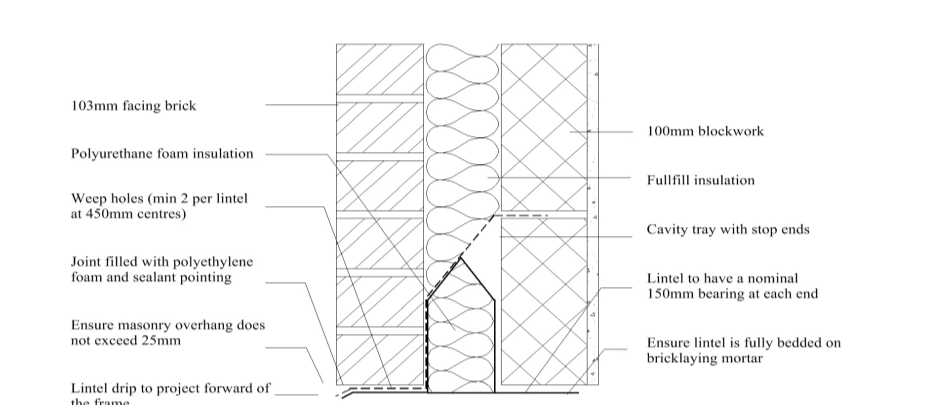 103mm facing brick
Polyurethane foam insulation
Weep holes (min 2 per lintel
at 450mm centres)
Joint filled with polyethylene
foam and sealant pointing
Ensure masonry overhang does
not exceed 25mm
Lintel drip to project forward of
the frame
100mm blockwork
Fullfill insulation
Cavity tray with stop ends
Lintel to have a nominal
150mm bearing at each end
Ensure lintel is fully bedded on
bricklaying mortar